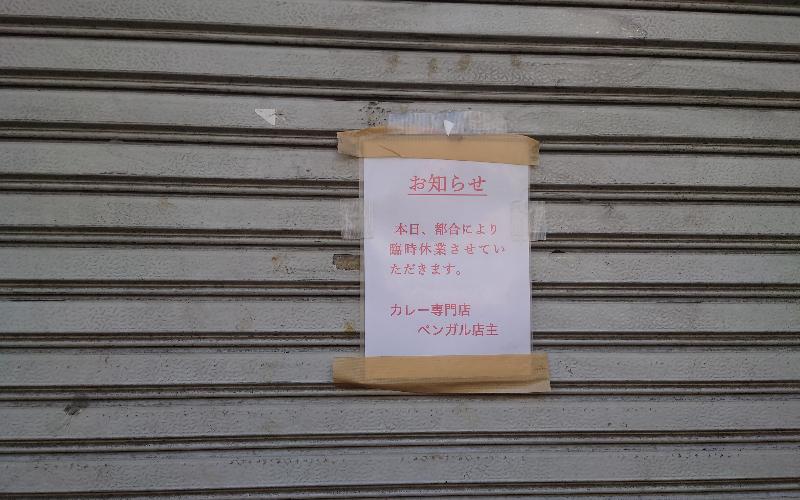 お知らせ
本日、都合により
臨時休業させてい
ただきます。
カレー専門店
ベンガル店主